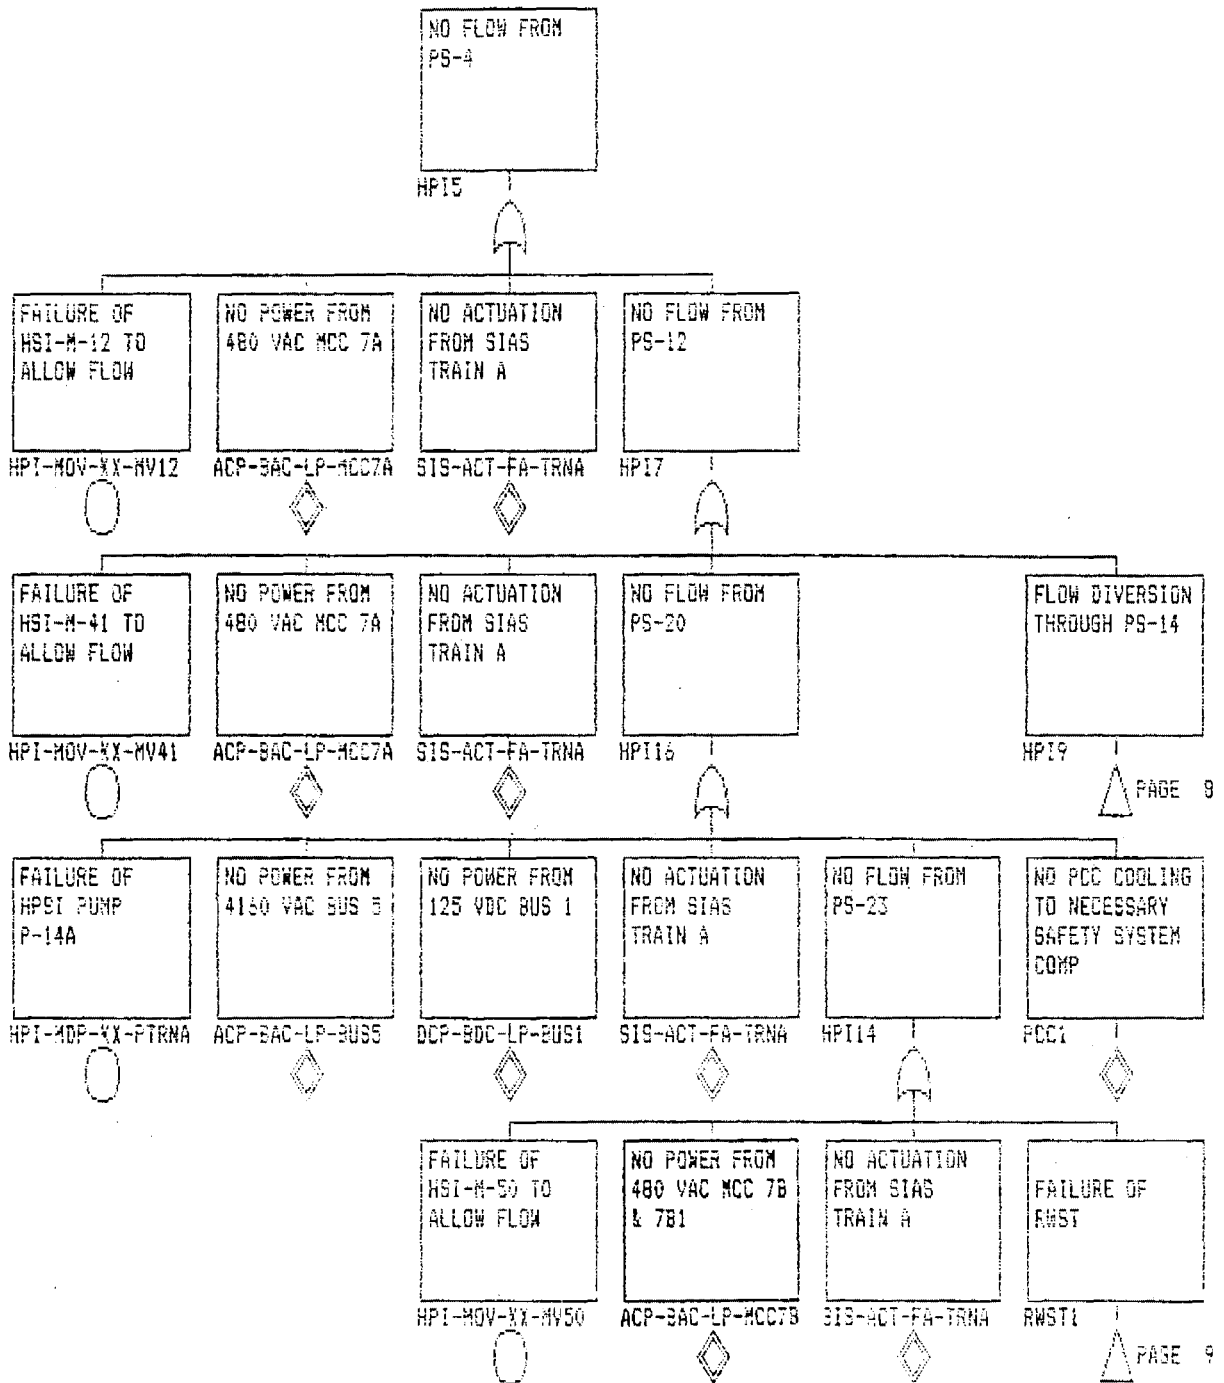 NO FLOW FROM
PS-4
HPI5
FAILURE OF
HSI-M-12 TO
ALLOW FLOW
HPI-MOV-XX-MV12
NO POWER FROM
480 VAC MCC 7A
ACP-BAC-LP-MCC7A
NO ACTUATION
FROM SIAS
TRAIN A
SIS-ACT-FA-TRNA
NO FLOW FROM
PS-12
HPI7
FAILURE OF
HSI-M-41 TO
ALLOW FLOW
HPI-MOV-XX-MV41
NO POWER FROM
480 VAC MCC 7A
ACP-BAC-LP-MCC7A
NO ACTUATION
FROM SIAS
TRAIN A
SIS-ACT-FA-TRNA
NO FLOW FROM
PS-20
HPI16
FLOW DIVERSION
THROUGH PS-14
HPI9
PAGE 8
FAILURE OF
HPSI PUMP
P-14A
HPI-MDP-XX-PTRNA
NO POWER FROM
4160 VAC BUS 5
ACP-BAC-LP-BUS5
NO POWER FROM
125 VDC BUS 1
DCP-BDC-LP-BUS1
NO ACTUATION
FROM SIAS
TRAIN A
SIS-ACT-FA-TRNA
NO FLOW FROM
PS-23
HPI14
NO PCC COOLING
TO NECESSARY
SAFETY SYSTEM
COMP
PCC1
FAILURE OF
HSI-M-50 TO
ALLOW FLOW
HPI-MOV-XX-MV50
NO POWER FROM
480 VAC MCC 7B
& 7B1
ACP-BAC-LP-MCC7B
NO ACTUATION
FROM SIAS
TRAIN A
SIS-ACT-FA-TRNA
FAILURE OF
RWST
RWST1
PAGE 9